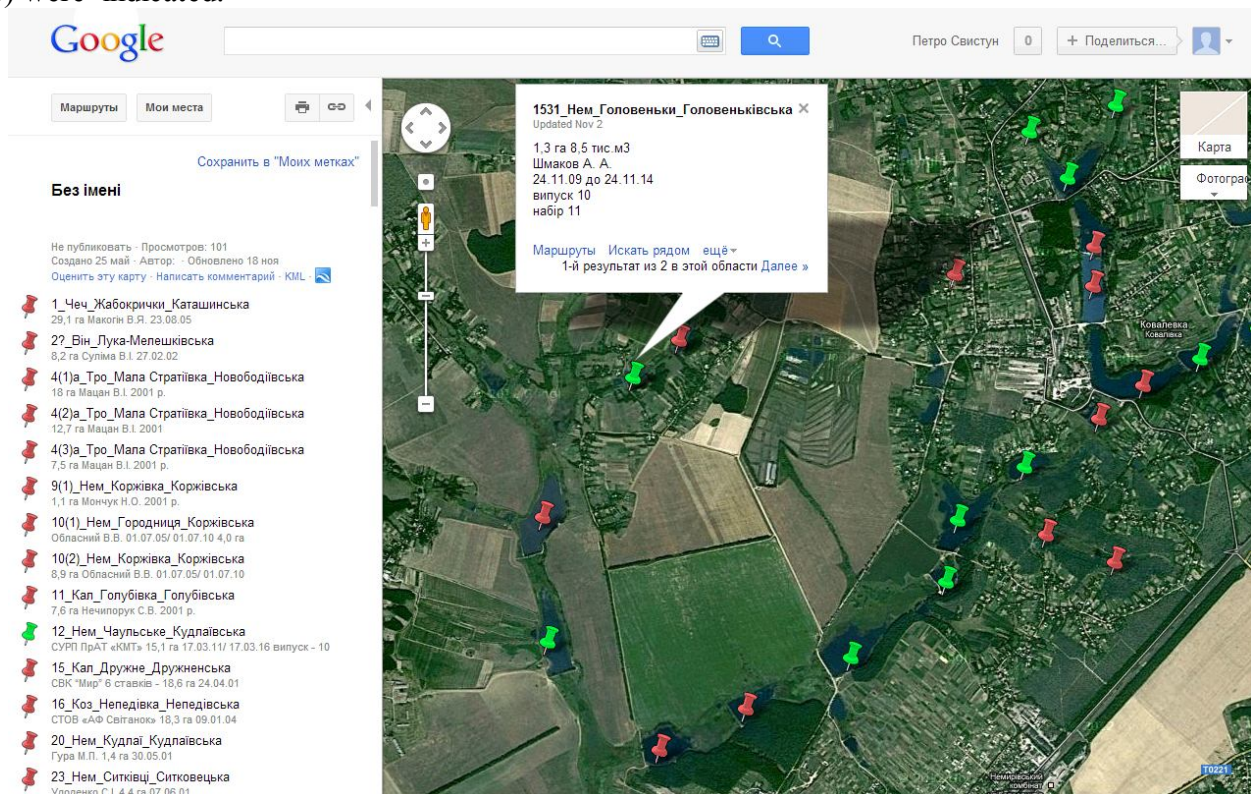 were indicated.
Google
Петро Свистун 0 + Поделиться...
Маршруты Мои места
Сохранить в "Моих метках"
Без імені
Не публиковать · Просмотров: 101
Создано 25 май · Автор: · Обновлено 18 ноя
Оценить эту карту · Написать комментарий · KML ·
1_Чеч_Жабокрички_Каташинська
29,1 га Макогін В.Я. 23.08.05
2?_Він_Лука-Мелешківська
8,2 га Суліма В.І. 27.02.02
4(1)а_Тро_Мала Стратіївка_Новободіївська
18 га Мацан В.І. 2001 р.
4(2)а_Тро_Мала Стратіївка_Новободіївська
12,7 га Мацан В.І. 2001
4(3)а_Тро_Мала Стратіївка_Новободіївська
7,5 га Мацан В.І. 2001 р.
9(1)_Нем_Коржівка_Коржівська
1,1 га Мончук Н.О. 2001 р.
10(1)_Нем_Городниця_Коржівська
Обласний В.В. 01.07.05/ 01.07.10 4,0 га
10(2)_Нем_Коржівка_Коржівська
8,9 га Обласний В.В. 01.07.05/ 01.07.10
11_Кал_Голубівка_Голубівська
7,6 га Нечипорук С.В. 2001 р.
12_Нем_Чаульське_Кудлаївська
СУРП ПрАТ «КМТ» 15,1 га 17.03.11/ 17.03.16 випуск - 10
15_Кал_Дружне_Дружненська
СВК "Мир" 6 ставків - 18,6 га 24.04.01
16_Коз_Непедівка_Непедівська
СТОВ «АФ Світанок» 18,3 га 09.01.04
20_Нем_Кудлаї_Кудлаївська
Гура М.П. 1,4 га 30.05.01
23_Нем_Ситківці_Ситковецька
1531_Нем_Головеньки_Головеньківська
Updated Nov 2
1,3 га 8,5 тис.м3
Шмаков А. А.
24.11.09 до 24.11.14
випуск 10
набір 11
Маршруты Искать рядом ещё
1-й результат из 2 в этой области Далее »
Карта
Фотограс
Ковалевка
Ковалівка
Немирівський
комбінат
T0221